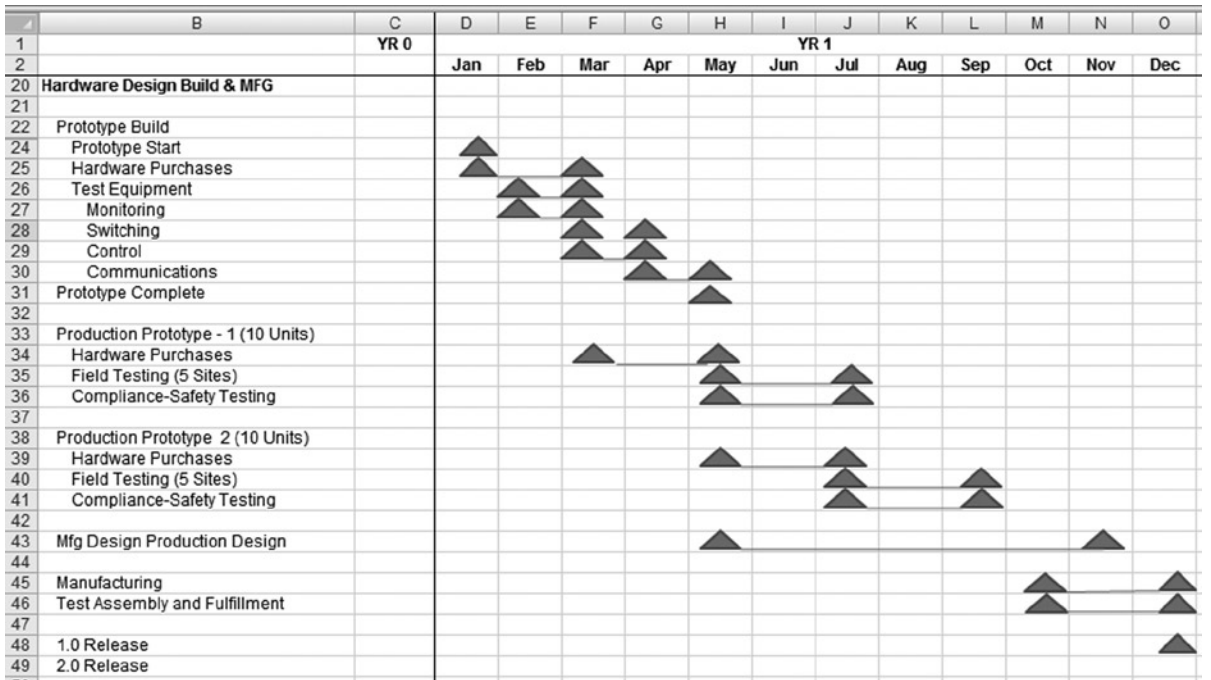 B C D E F G H I J K L M N O
1 YR 0 YR 1
2 Jan Feb Mar Apr May Jun Jul Aug Sep Oct Nov Dec
20 Hardware Design Build & MFG
21
22 Prototype Build
24 Prototype Start
25 Hardware Purchases
26 Test Equipment
27 Monitoring
28 Switching
29 Control
30 Communications
31 Prototype Complete
32
33 Production Prototype - 1 (10 Units)
34 Hardware Purchases
35 Field Testing (5 Sites)
36 Compliance-Safety Testing
37
38 Production Prototype 2 (10 Units)
39 Hardware Purchases
40 Field Testing (5 Sites)
41 Compliance-Safety Testing
42
43 Mfg Design Production Design
44
45 Manufacturing
46 Test Assembly and Fulfillment
47
48 1.0 Release
49 2.0 Release